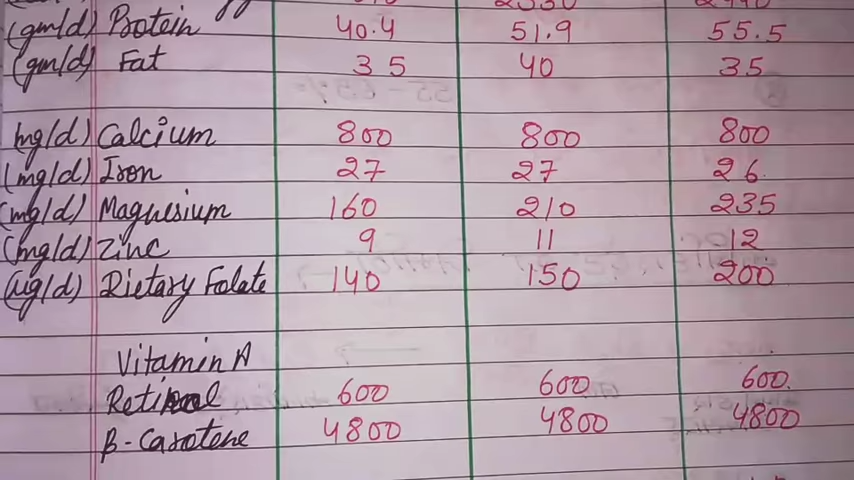 (gm/d) Protein 40.4 51.9 55.5
(gm/d) Fat 35 40 35
mg/d) Calcium 800 800 800
(mg/d) Iron 27 27 26
(mg/d) Magnesium 160 210 235
(mg/d) Zinc 9 11 12
(ug/d) Dietary Folate 140 150 200
Vitamin A
Retinol 600 600 600.
β-Carotene 4800 4800 4800